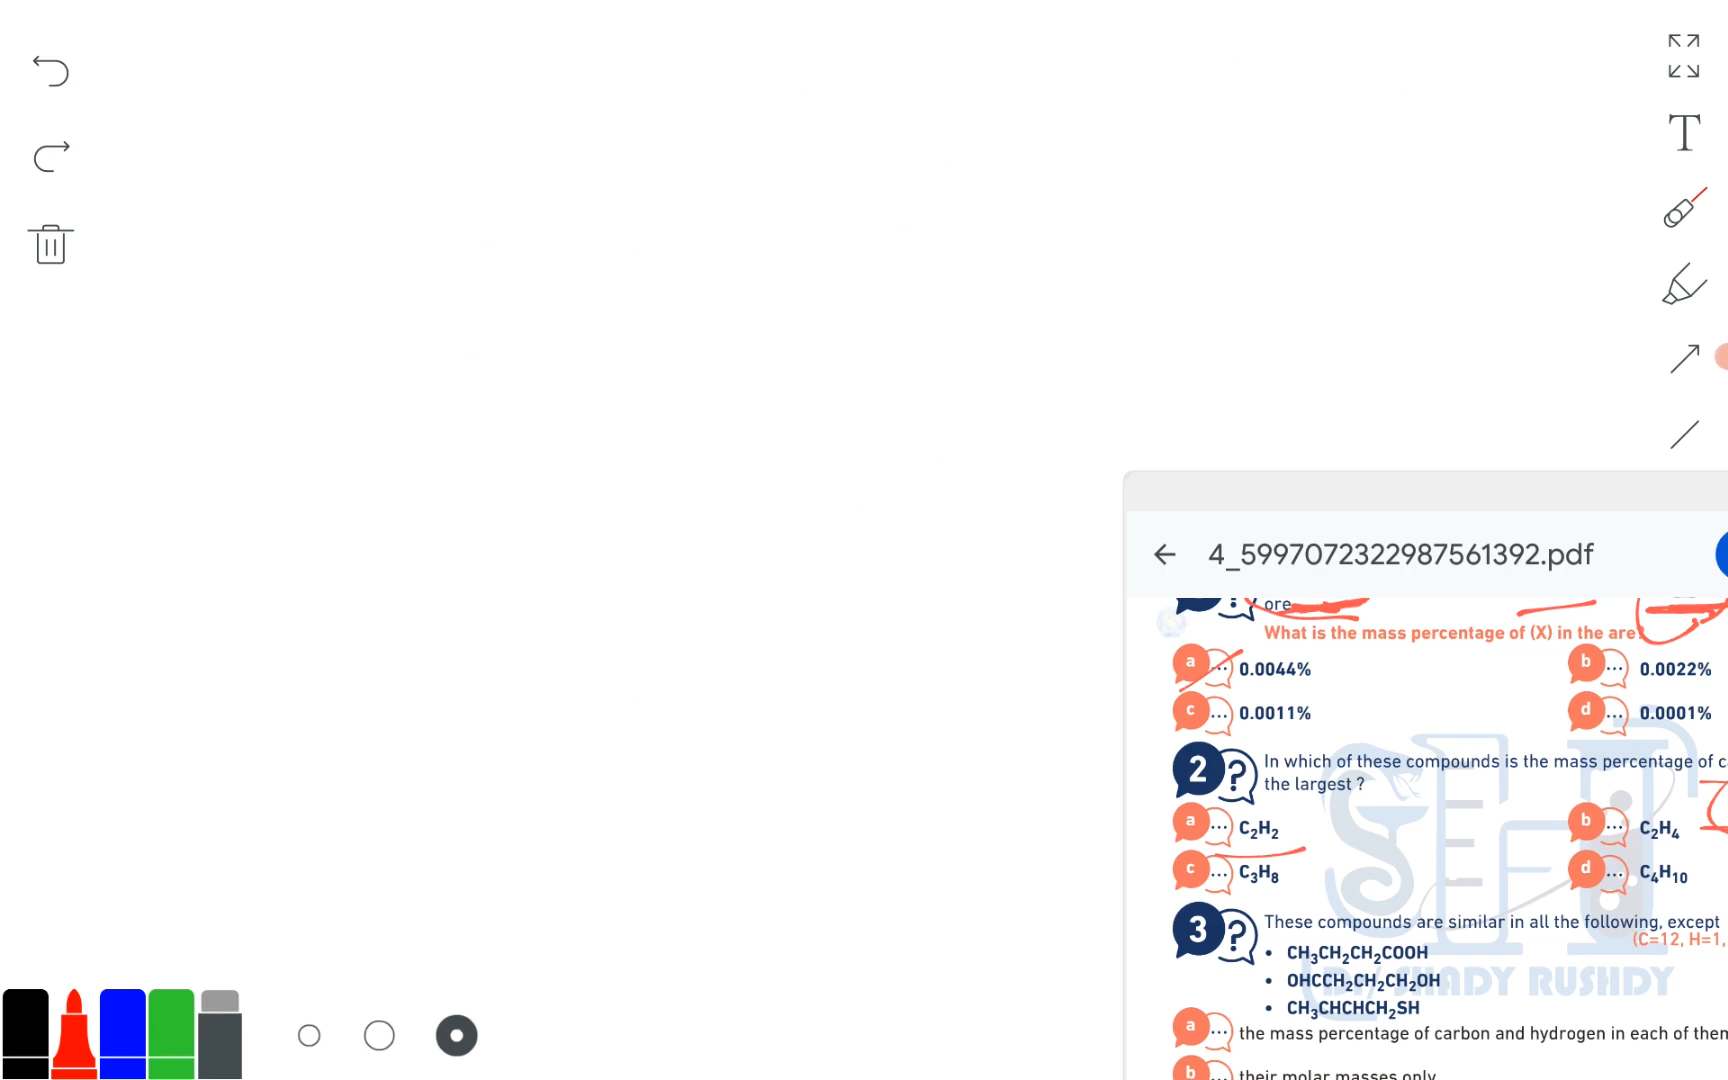 T
4_5997072322987561392.pdf
ore
What is the mass percentage of (X) in the are?
a 0.0044%
b 0.0022%
c 0.0011%
d 0.0001%
2 ? In which of these compounds is the mass percentage of c
the largest ?
a C₂H₂
b C₂H₄
c C₃H₈
d C₄H₁₀
3 ? These compounds are similar in all the following, except
(C=12, H=1,
• CH₃CH₂CH₂COOH
• OHCCH₂CH₂CH₂OH
• CH₃CHCHCH₂SH
SHADY RUSHDY
a the mass percentage of carbon and hydrogen in each of them
b their molar masses only